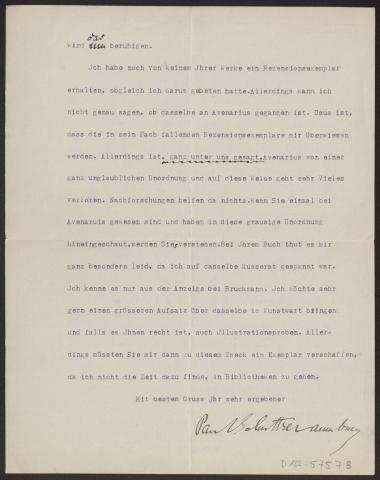 wird das beruhigen.
Ich habe noch von keinem Jhrer Werke ein Rezensionsexemplar
erhalten, obgleich ich darum gebeten hatte. Allerdings kann ich
nicht genau sagen, ob dasselbe an Avenarius gegangen ist. Usus ist,
dass die in sein Fach fallenden Rezensionsexemplare mir überwiesen
werden. Allerdings ist, ganz unter uns gesagt, Avenarius von einer
ganz unglaublichen Unordnung und auf diese Weise geht sehr Vieles
verloren. Nachforschungen helfen da nichts. Wenn Sie einmal bei
Avenaruis gewesen sind und haben in diese grausige Unordnung
hineingeschaut, werden Sie verstehen. Bei Jhrem Buch thut es mir
ganz besonders leid, da ich auf dasselbe äusserst gespannt war.
Jch kenne es nur aus der Anzeige bei Bruckmann. Jch möchte sehr
gern einen grösseren Aufsatz über dasselbe im Kunstwart bringen
und falls es Jhnen recht ist, auch Jllustrationsproben. Aller-
dings müssten Sie mir dann zu diesem Zweck ein Exemplar verschaffen,
da ich nicht die Zeit dazu finde, in Bibliotheken zu gehen.
Mit besten Gruss Jhr sehr ergebener
Paul Schultze Naumburg